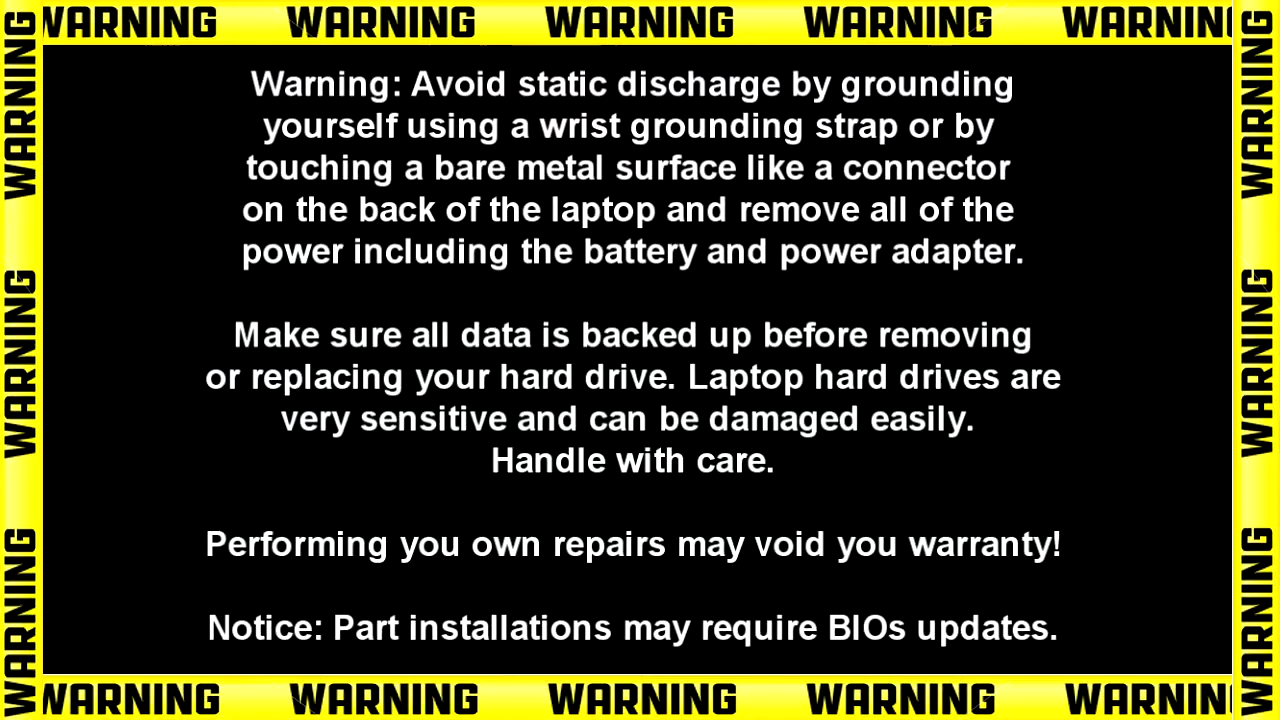 WARNING WARNING WARNING WARNING WARNING
WARNING
WARNING
WARNING
Warning: Avoid static discharge by grounding
yourself using a wrist grounding strap or by
touching a bare metal surface like a connector
on the back of the laptop and remove all of the
power including the battery and power adapter.
Make sure all data is backed up before removing
or replacing your hard drive. Laptop hard drives are
very sensitive and can be damaged easily.
Handle with care.
Performing you own repairs may void you warranty!
Notice: Part installations may require BIOs updates.
WARNING
WARNING
WARNING
WARNING WARNING WARNING WARNING WARNING